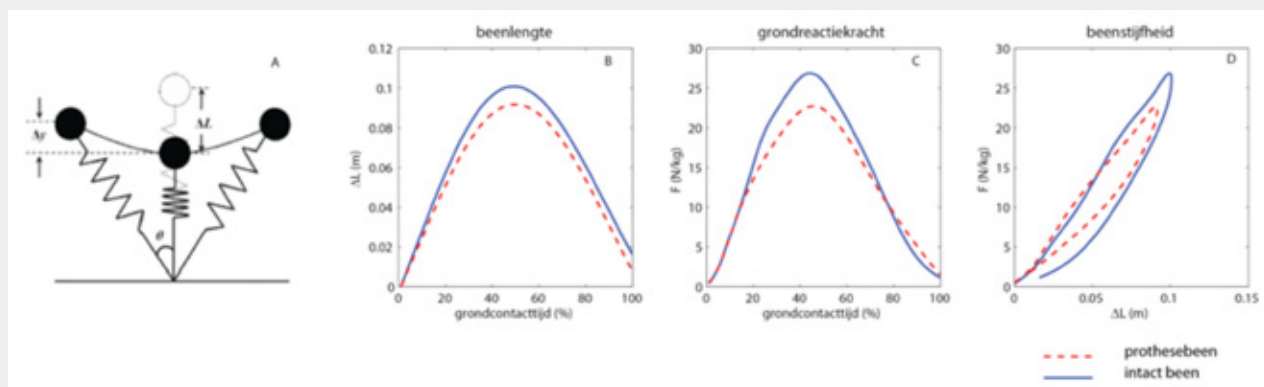 A
ΔF
ΔL
θ
beenlengte
B
ΔL (m)
0.12
0.1
0.08
0.06
0.04
0.02
0
0 20 40 60 80 100
grondcontacttijd (%)
grondreactiekracht
C
F (N/kg)
30
25
20
15
10
5
0
0 20 40 60 80 100
grondcontacttijd (%)
beenstijfheid
D
F (N/kg)
30
25
20
15
10
5
0
0 0.05 0.1 0.15
ΔL (m)
prothesebeen
intact been